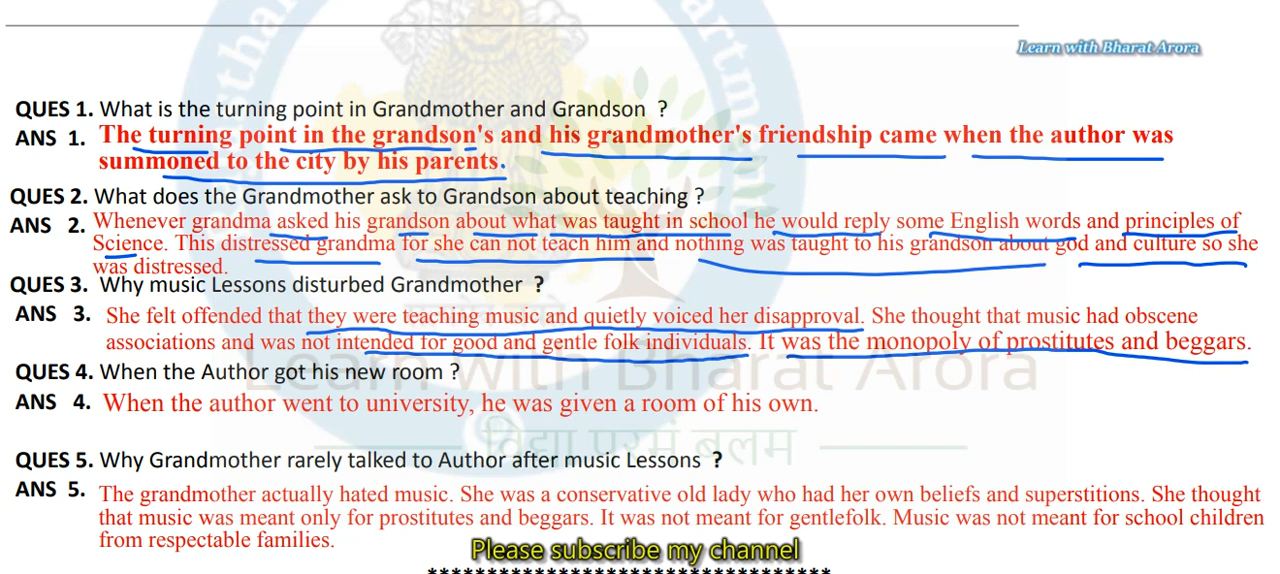 Learn with Bharat Arora
QUES 1. What is the turning point in Grandmother and Grandson ?
ANS 1. The turning point in the grandson's and his grandmother's friendship came when the author was
summoned to the city by his parents.
QUES 2. What does the Grandmother ask to Grandson about teaching ?
ANS 2. Whenever grandma asked his grandson about what was taught in school he would reply some English words and principles of
Science. This distressed grandma for she can not teach him and nothing was taught to his grandson about god and culture so she
was distressed.
QUES 3. Why music Lessons disturbed Grandmother ?
ANS 3. She felt offended that they were teaching music and quietly voiced her disapproval. She thought that music had obscene
associations and was not intended for good and gentle folk individuals. It was the monopoly of prostitutes and beggars.
Learn with Bharat Arora
QUES 4. When the Author got his new room ?
ANS 4. When the author went to university, he was given a room of his own.
विद्या परमं बलम
QUES 5. Why Grandmother rarely talked to Author after music Lessons ?
ANS 5. The grandmother actually hated music. She was a conservative old lady who had her own beliefs and superstitions. She thought
that music was meant only for prostitutes and beggars. It was not meant for gentlefolk. Music was not meant for school children
from respectable families.
Please subscribe my channel
**********************************